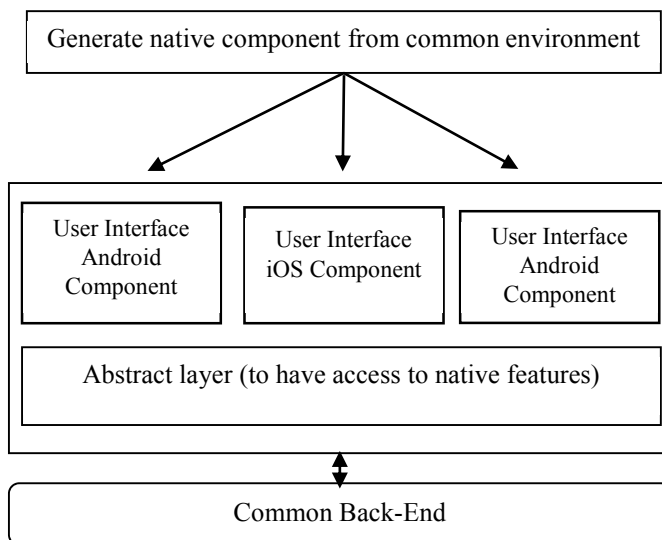 Generate native component from common environment
User Interface
Android
Component
User Interface
iOS Component
User Interface
Android
Component
Abstract layer (to have access to native features)
Common Back-End